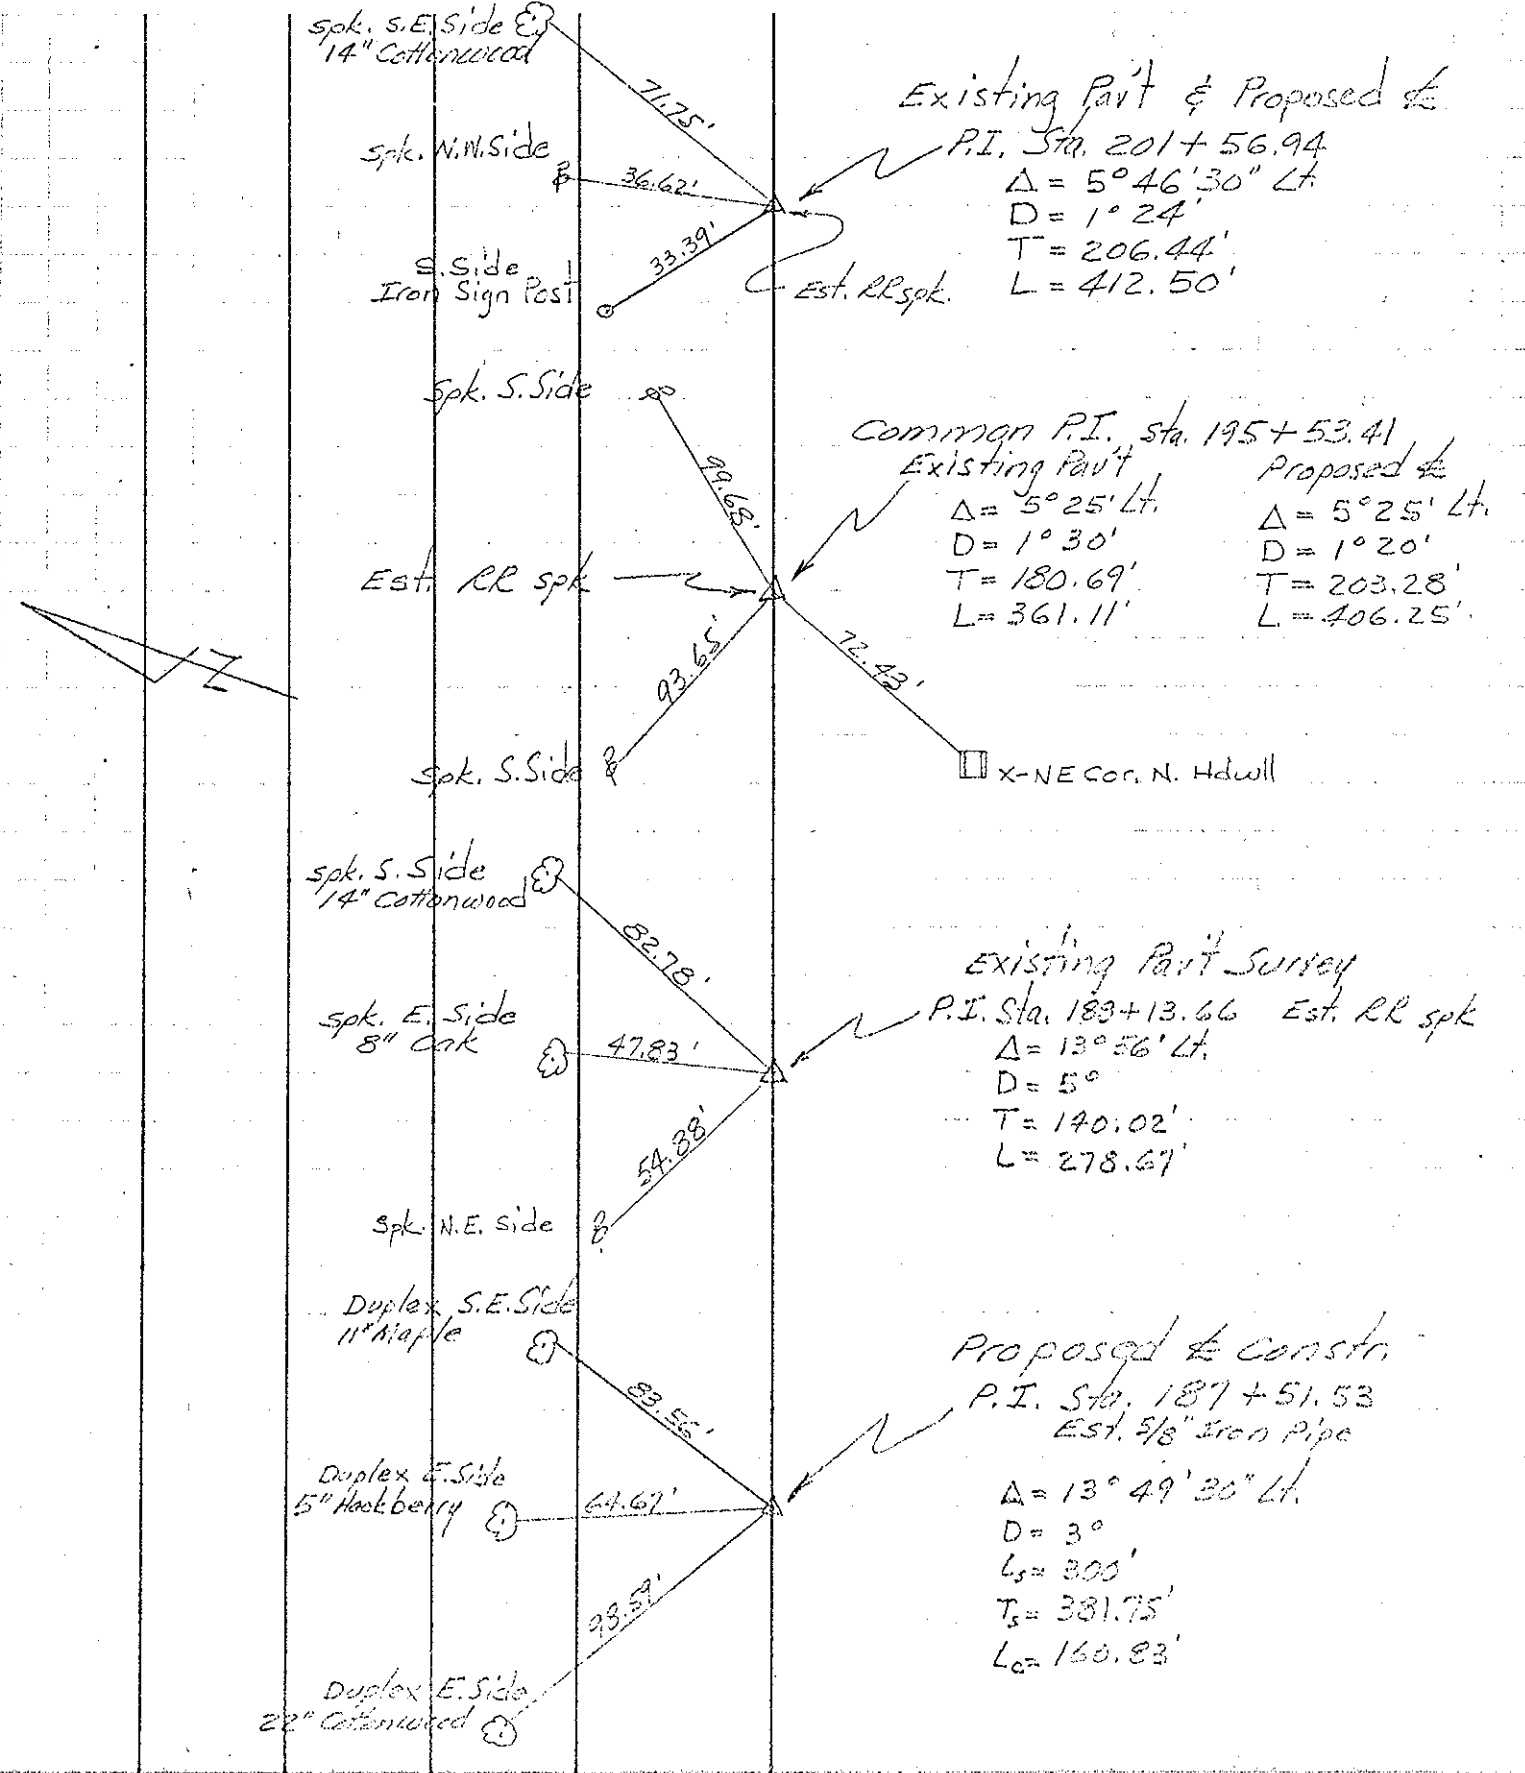 spk. S.E. Side
14" Cottonwood
71.75'
Existing Pav't & Proposed ℄
P.I. Sta. 201+56.94
Δ = 5°46'30" Lt.
D = 1°24'
T = 206.44'
L = 412.50'
spk. N.W. Side
36.62'
S. Side
Iron Sign Post
33.39'
Est. RR spk.
Spk. S. Side
99.68'
Common P.I. Sta. 195+53.41
Existing Pav't
Δ = 5°25' Lt.
D = 1°30'
T = 180.69'
L = 361.11'
Proposed ℄
Δ = 5°25' Lt.
D = 1°20'
T = 203.28'
L = 406.25'
Est. RR spk
N
93.65'
72.43'
Spk. S. Side
X-NE Cor. N. Hdwll
spk. S. Side
14" Cottonwood
82.78'
spk. E. Side
8" Oak
47.83'
Existing Pav't Survey
P.I. Sta. 183+13.66 Est. RR spk
Δ = 13°56' Lt.
D = 5°
T = 140.02'
L = 278.67'
54.38'
Spk. N.E. Side
Duplex S.E. Side
11" Maple
83.56'
Proposed ℄ Constr.
P.I. Sta. 187+51.53
Est. 5/8" Iron Pipe
Δ = 13°49'30" Lt.
D = 3°
Ls = 300'
Ts = 381.75'
Lc = 160.83'
Duplex E. Side
5" Hackberry
64.67'
98.59'
Duplex E. Side
22" Cottonwood